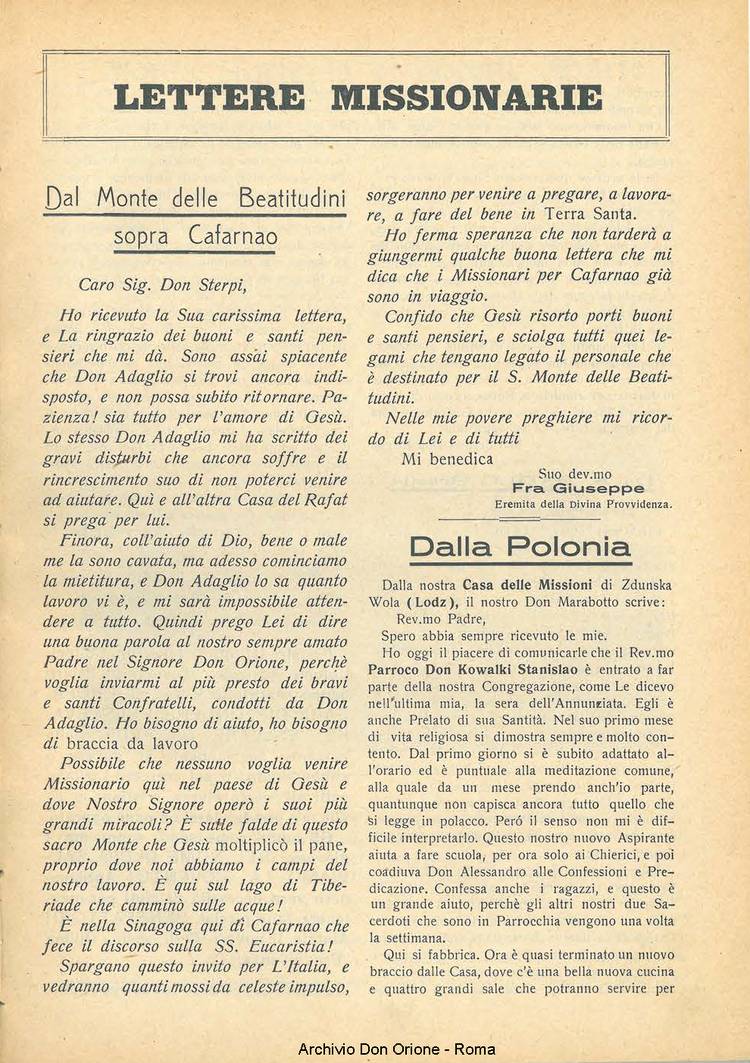 LETTERE MISSIONARIE
Dal Monte delle Beatitudini
sopra Cafarnao
Caro Sig. Don Sterpi,
Ho ricevuto la Sua carissima lettera,
e La ringrazio dei buoni e santi pen-
sieri che mi dà. Sono assai spiacente
che Don Adaglio si trovi ancora indi-
sposto, e non possa subito ritornare. Pa-
zienza! sia tutto per l'amore di Gesù.
Lo stesso Don Adaglio mi ha scritto dei
gravi disturbi che ancora soffre e il
rincrescimento suo di non poterci venire
ad aiutare. Quì e all'altra Casa del Rafat
si prega per lui.
Finora, coll'aiuto di Dio, bene o male
me la sono cavata, ma adesso cominciamo
la mietitura, e Don Adaglio lo sa quanto
lavoro vi è, e mi sarà impossibile atten-
dere a tutto. Quindi prego Lei di dire
una buona parola al nostro sempre amato
Padre nel Signore Don Orione, perchè
voglia inviarmi al più presto dei bravi
e santi Confratelli, condotti da Don
Adaglio. Ho bisogno di aiuto, ho bisogno
di braccia da lavoro
Possibile che nessuno voglia venire
Missionario quì nel paese di Gesù e
dove Nostro Signore operò i suoi più
grandi miracoli? È sulle falde di questo
sacro Monte che Gesù moltiplicò il pane,
proprio dove noi abbiamo i campi del
nostro lavoro. È qui sul lago di Tibe-
riade che camminò sulle acque!
È nella Sinagoga qui di Cafarnao che
fece il discorso sulla SS. Eucaristia!
Spargano questo invito per L'Italia, e
vedranno quanti mossi da celeste impulso,
sorgeranno per venire a pregare, a lavora-
re, a fare del bene in Terra Santa.
Ho ferma speranza che non tarderà a
giungermi qualche buona lettera che mi
dica che i Missionari per Cafarnao già
sono in viaggio.
Confido che Gesù risorto porti buoni
e santi pensieri, e sciolga tutti quei le-
gami che tengano legato il personale che
è destinato per il S. Monte delle Beati-
tudini.
Nelle mie povere preghiere mi ricor-
do di Lei e di tutti
Mi benedica
Suo dev.mo
Fra Giuseppe
Eremita della Divina Provvidenza.
Dalla Polonia
Dalla nostra Casa delle Missioni di Zdunska
Wola (Lodz), il nostro Don Marabotto scrive:
Rev.mo Padre,
Spero abbia sempre ricevuto le mie.
Ho oggi il piacere di comunicarle che il Rev.mo
Parroco Don Kowalki Stanislao è entrato a far
parte della nostra Congregazione, come Le dicevo
nell'ultima mia, la sera dell'Annunziata. Egli è
anche Prelato di sua Santità. Nel suo primo mese
di vita religiosa si dimostra sempre e molto con-
tento. Dal primo giorno si è subito adattato al-
l'orario ed è puntuale alla meditazione comune,
alla quale da un mese prendo anch'io parte,
quantunque non capisca ancora tutto quello che
si legge in polacco. Peró il senso non mi è dif-
ficile interpretarlo. Questo nostro nuovo Aspirante
aiuta a fare scuola, per ora solo ai Chierici, e poi
coadiuva Don Alessandro alle Confessioni e Pre-
dicazione. Confessa anche i ragazzi, e questo è
un grande aiuto, perchè gli altri nostri due Sa-
cerdoti che sono in Parrocchia vengono una volta
la settimana.
Qui si fabbrica. Ora è quasi terminato un nuovo
braccio dalle Casa, dove c'è una bella nuova cucina
e quattro grandi sale che potranno servire per
Archivio Don Orione - Roma